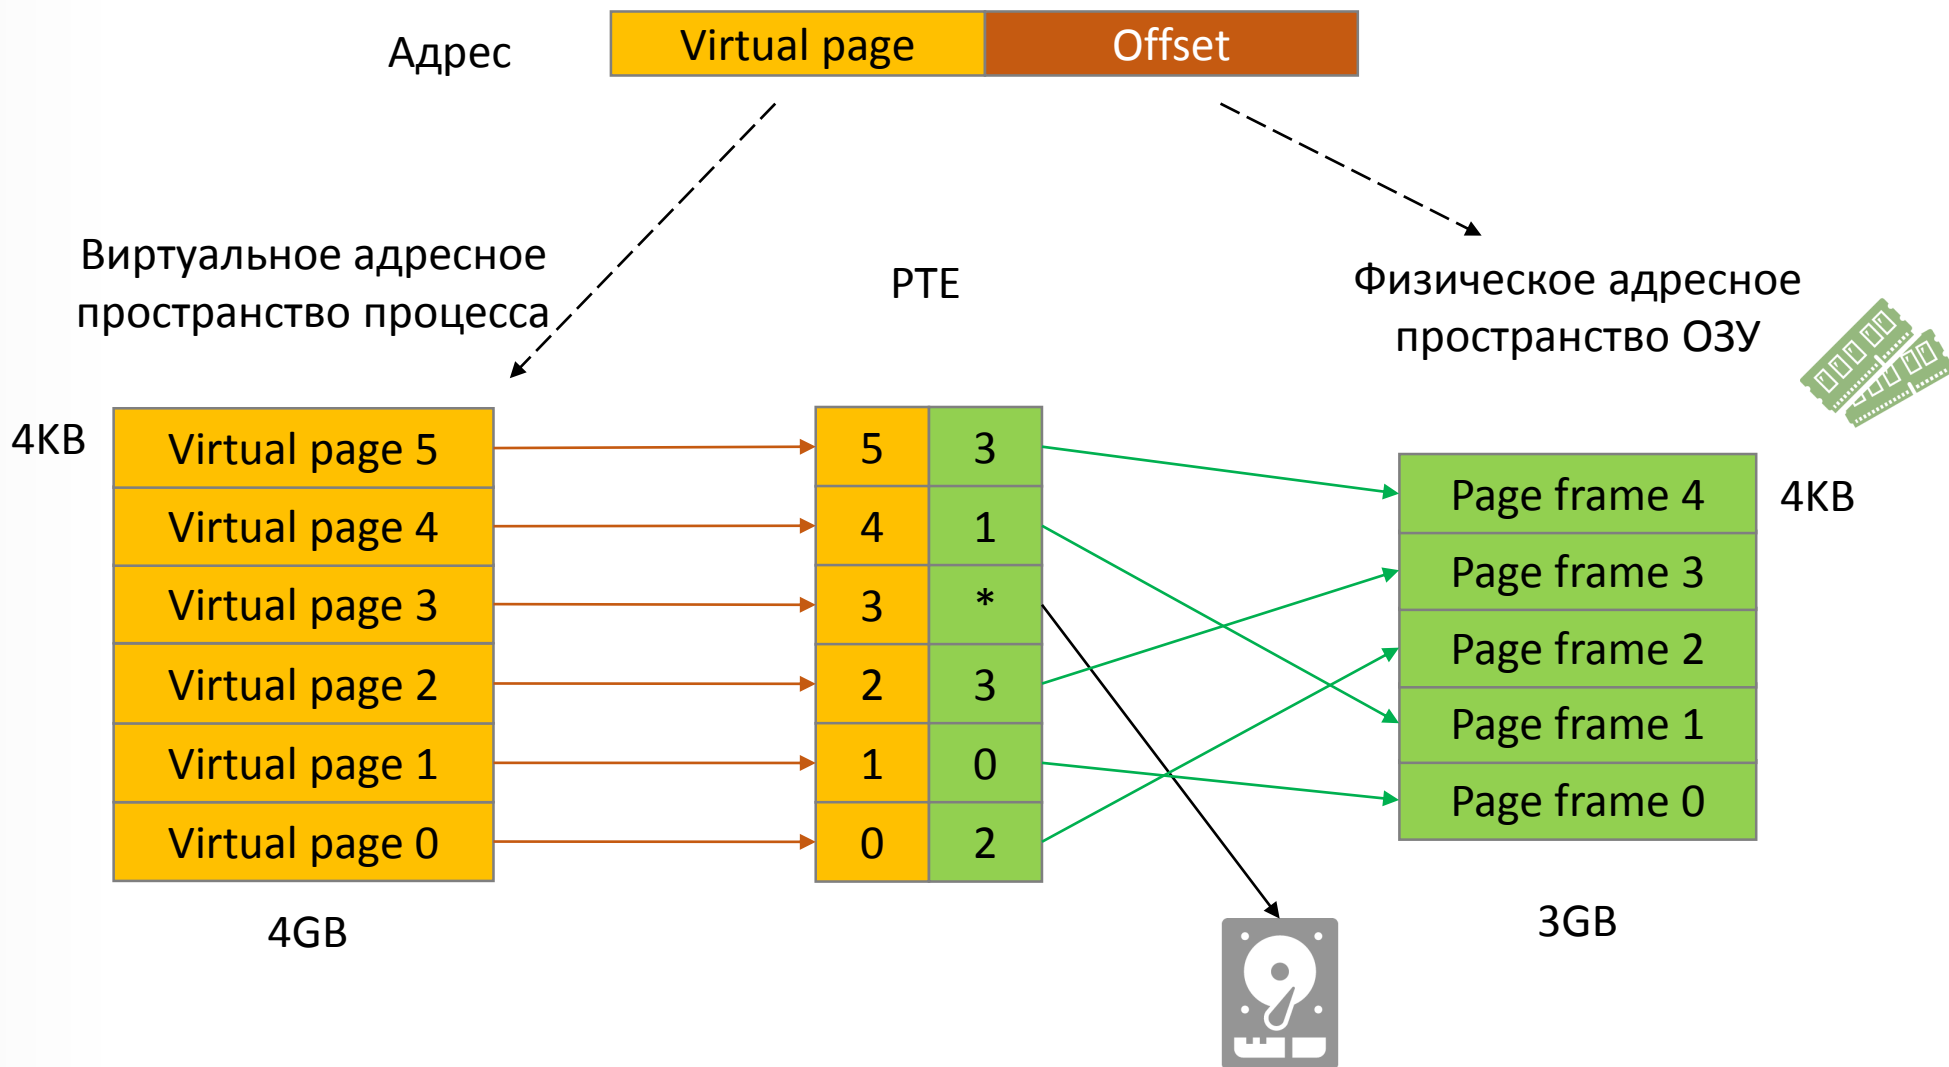 Адрес
Virtual page
Offset
Виртуальное адресное
пространство процесса
PTE
Физическое адресное
пространство ОЗУ
4KB
Virtual page 5
Virtual page 4
Virtual page 3
Virtual page 2
Virtual page 1
Virtual page 0
4GB
5 3
4 1
3 *
2 3
1 0
0 2
Page frame 4
Page frame 3
Page frame 2
Page frame 1
Page frame 0
4KB
3GB